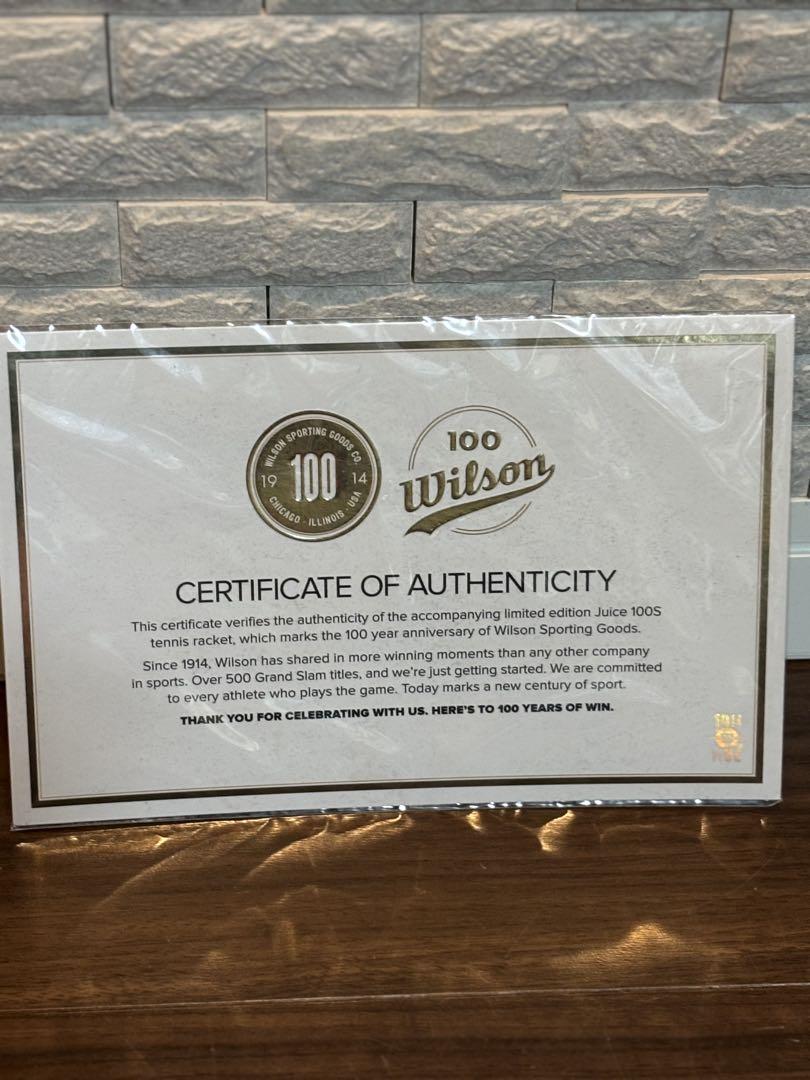 WILSON SPORTING GOODS CO.
19 100 14
CHICAGO - ILLINOIS - USA
100
Wilson
CERTIFICATE OF AUTHENTICITY
This certificate verifies the authenticity of the accompanying limited edition Juice 100S
tennis racket, which marks the 100 year anniversary of Wilson Sporting Goods.
Since 1914, Wilson has shared in more winning moments than any other company
in sports. Over 500 Grand Slam titles, and we're just getting started. We are committed
to every athlete who plays the game. Today marks a new century of sport.
THANK YOU FOR CELEBRATING WITH US. HERE'S TO 100 YEARS OF WIN.